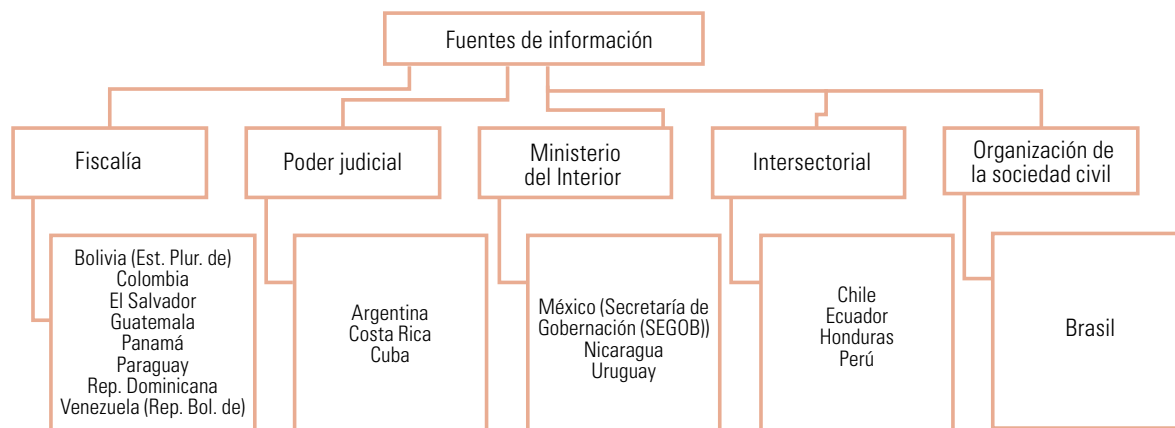 Fuentes de información
Fiscalía
Poder judicial
Ministerio
del Interior
Intersectorial
Organización de
la sociedad civil
Bolivia (Est. Plur. de)
Colombia
El Salvador
Guatemala
Panamá
Paraguay
Rep. Dominicana
Venezuela (Rep. Bol. de)
Argentina
Costa Rica
Cuba
México (Secretaría de
Gobernación (SEGOB))
Nicaragua
Uruguay
Chile
Ecuador
Honduras
Perú
Brasil